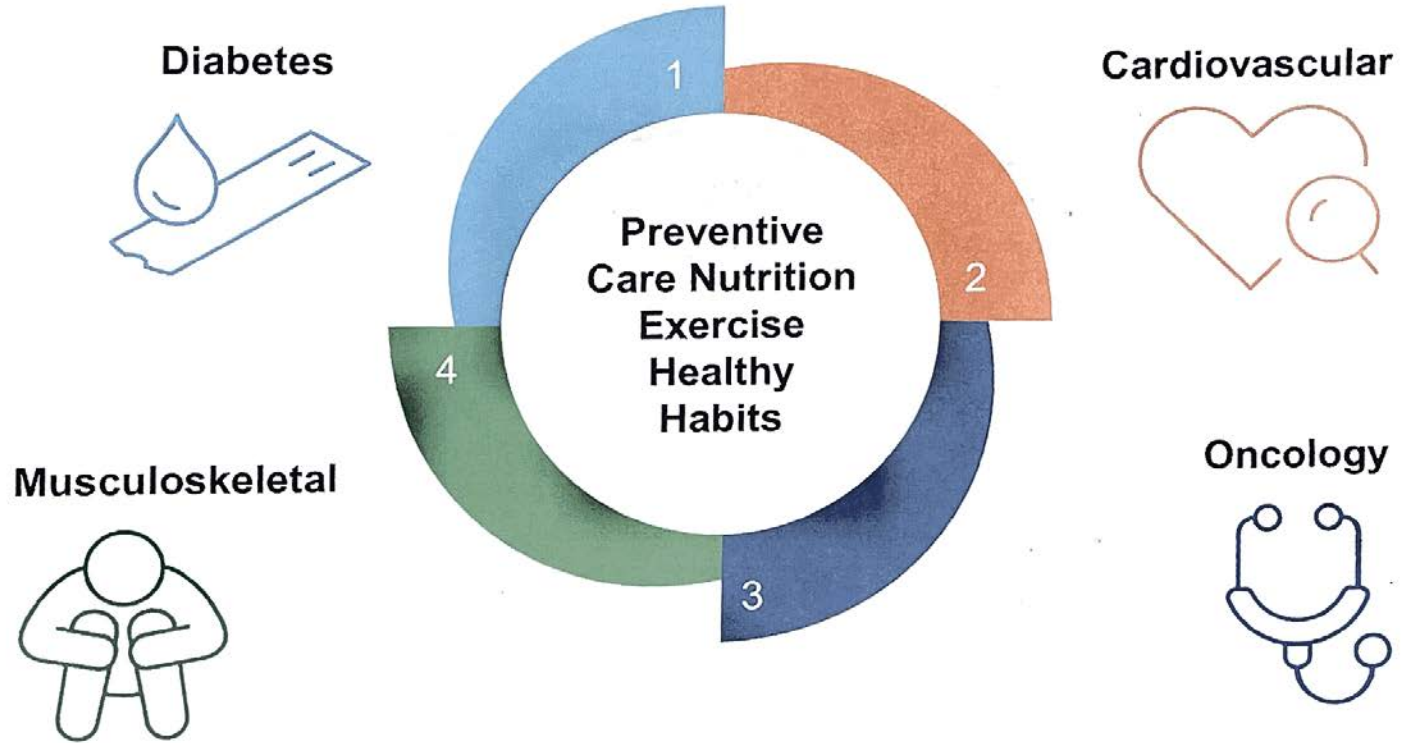 Diabetes
1
Cardiovascular
2
Preventive
Care Nutrition
Exercise
Healthy
Habits
4
Musculoskeletal
3
Oncology